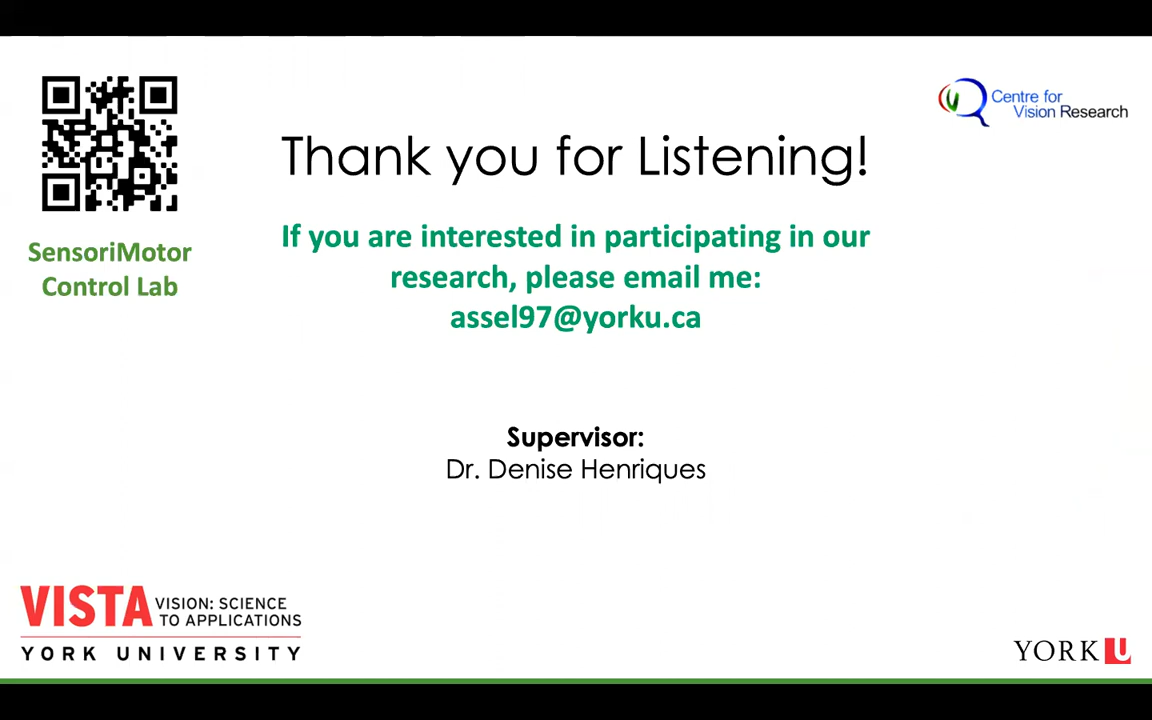 Centre for
Vision Research
Thank you for Listening!
If you are interested in participating in our
research, please email me:
assel97@yorku.ca
SensoriMotor
Control Lab
Supervisor:
Dr. Denise Henriques
VISTA VISION: SCIENCE
TO APPLICATIONS
YORK UNIVERSITY
YORK U